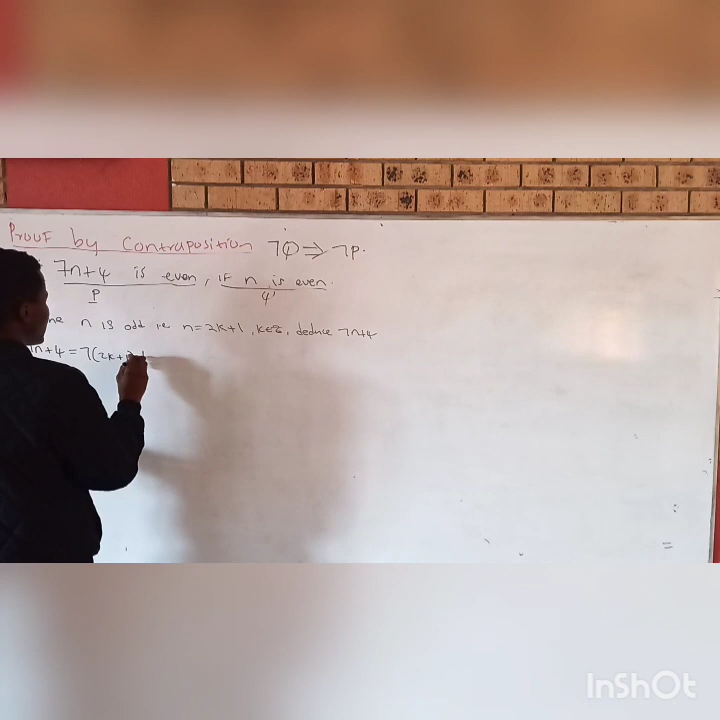 Proof by Contraposition ¬Q ⇒ ¬P.
7n+4 is even, if n is even.
P Q
n is odd ie n=2k+1, k∈ℤ, deduce 7n+4
n+4 = 7(2k+1)
InShOt